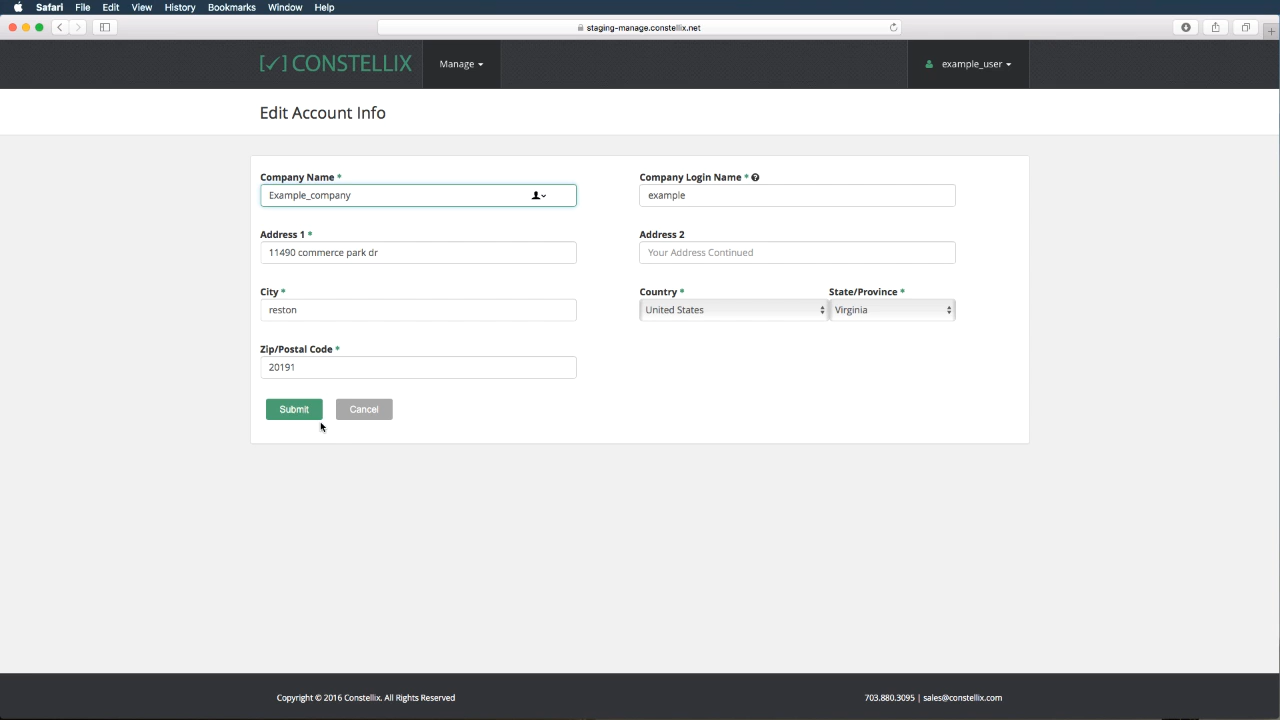 Safari File Edit View History Bookmarks Window Help
staging-manage.constellix.net
[✓] CONSTELLIX Manage example_user
Edit Account Info
Company Name * Company Login Name *
Example_company example
Address 1 * Address 2
11490 commerce park dr Your Address Continued
City * Country * State/Province *
reston United States Virginia
Zip/Postal Code *
20191
Submit Cancel
Copyright © 2016 Constellix. All Rights Reserved 703.880.3095 | sales@constellix.com